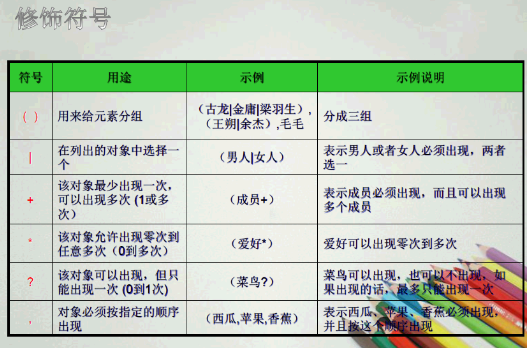 修饰符号
符号 用途 示例 示例说明
( ) 用来给元素分组 （古龙|金庸|梁羽生）, 分成三组
（王朔|余杰）,毛毛
| 在列出的对象中选择一 （男人|女人） 表示男人或者女人必须出现，两者
个 选一
+ 该对象最少出现一次， （成员+） 表示成员必须出现，而且可以出现
可以出现多次 (1或多 多个成员
次）
* 该对象允许出现零次到 （爱好*） 爱好可以出现零次到多次
任意多次（0到多次）
? 该对象可以出现，但只 （菜鸟?） 菜鸟可以出现，也可以不出现，如
能出现一次 (0到1次) 果出现的话，最多只能出现一次
, 对象必须按指定的顺序 （西瓜,苹果,香蕉） 表示西瓜、苹果、香蕉必须出现，
出现 并且按这个顺序出现